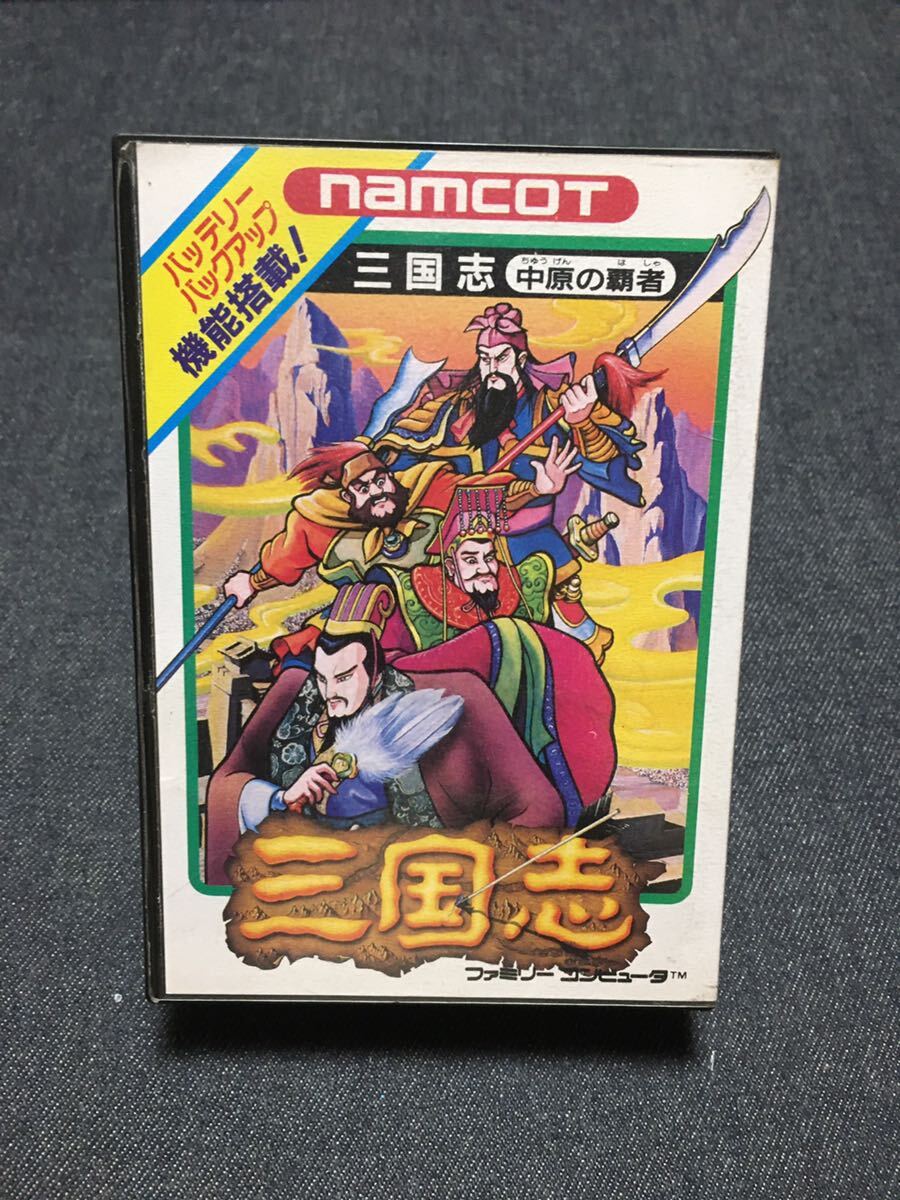 バッテリー
バックアップ
機能搭載!
namcoT
三国志 中原の覇者
ちゅうげん はしゃ
三国志
ファミリー コンピュータ™